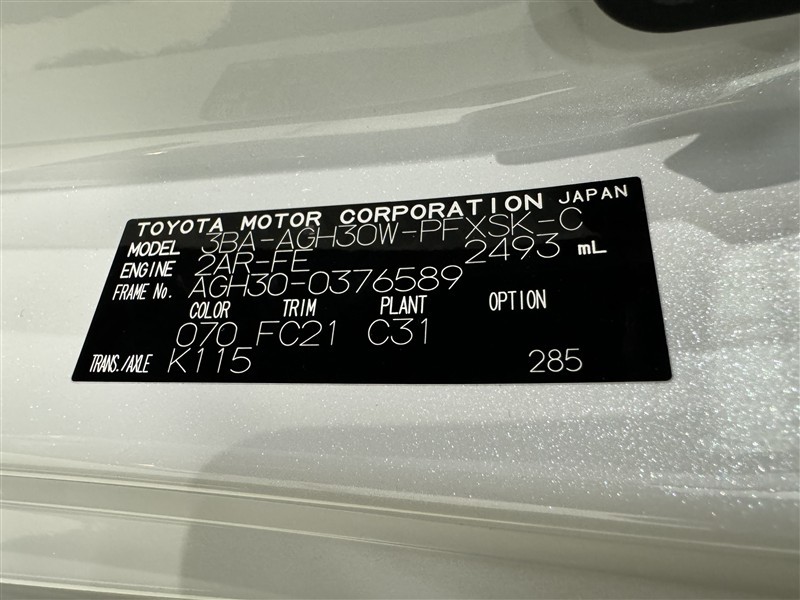 TOYOTA MOTOR CORPORATION JAPAN
MODEL 3BA-AGH30W-PFXSK-C
ENGINE 2AR-FE 2493 mL
FRAME No. AGH30-0376589
COLOR TRIM PLANT OPTION
070 FC21 C31
TRANS./AXLE K115 285